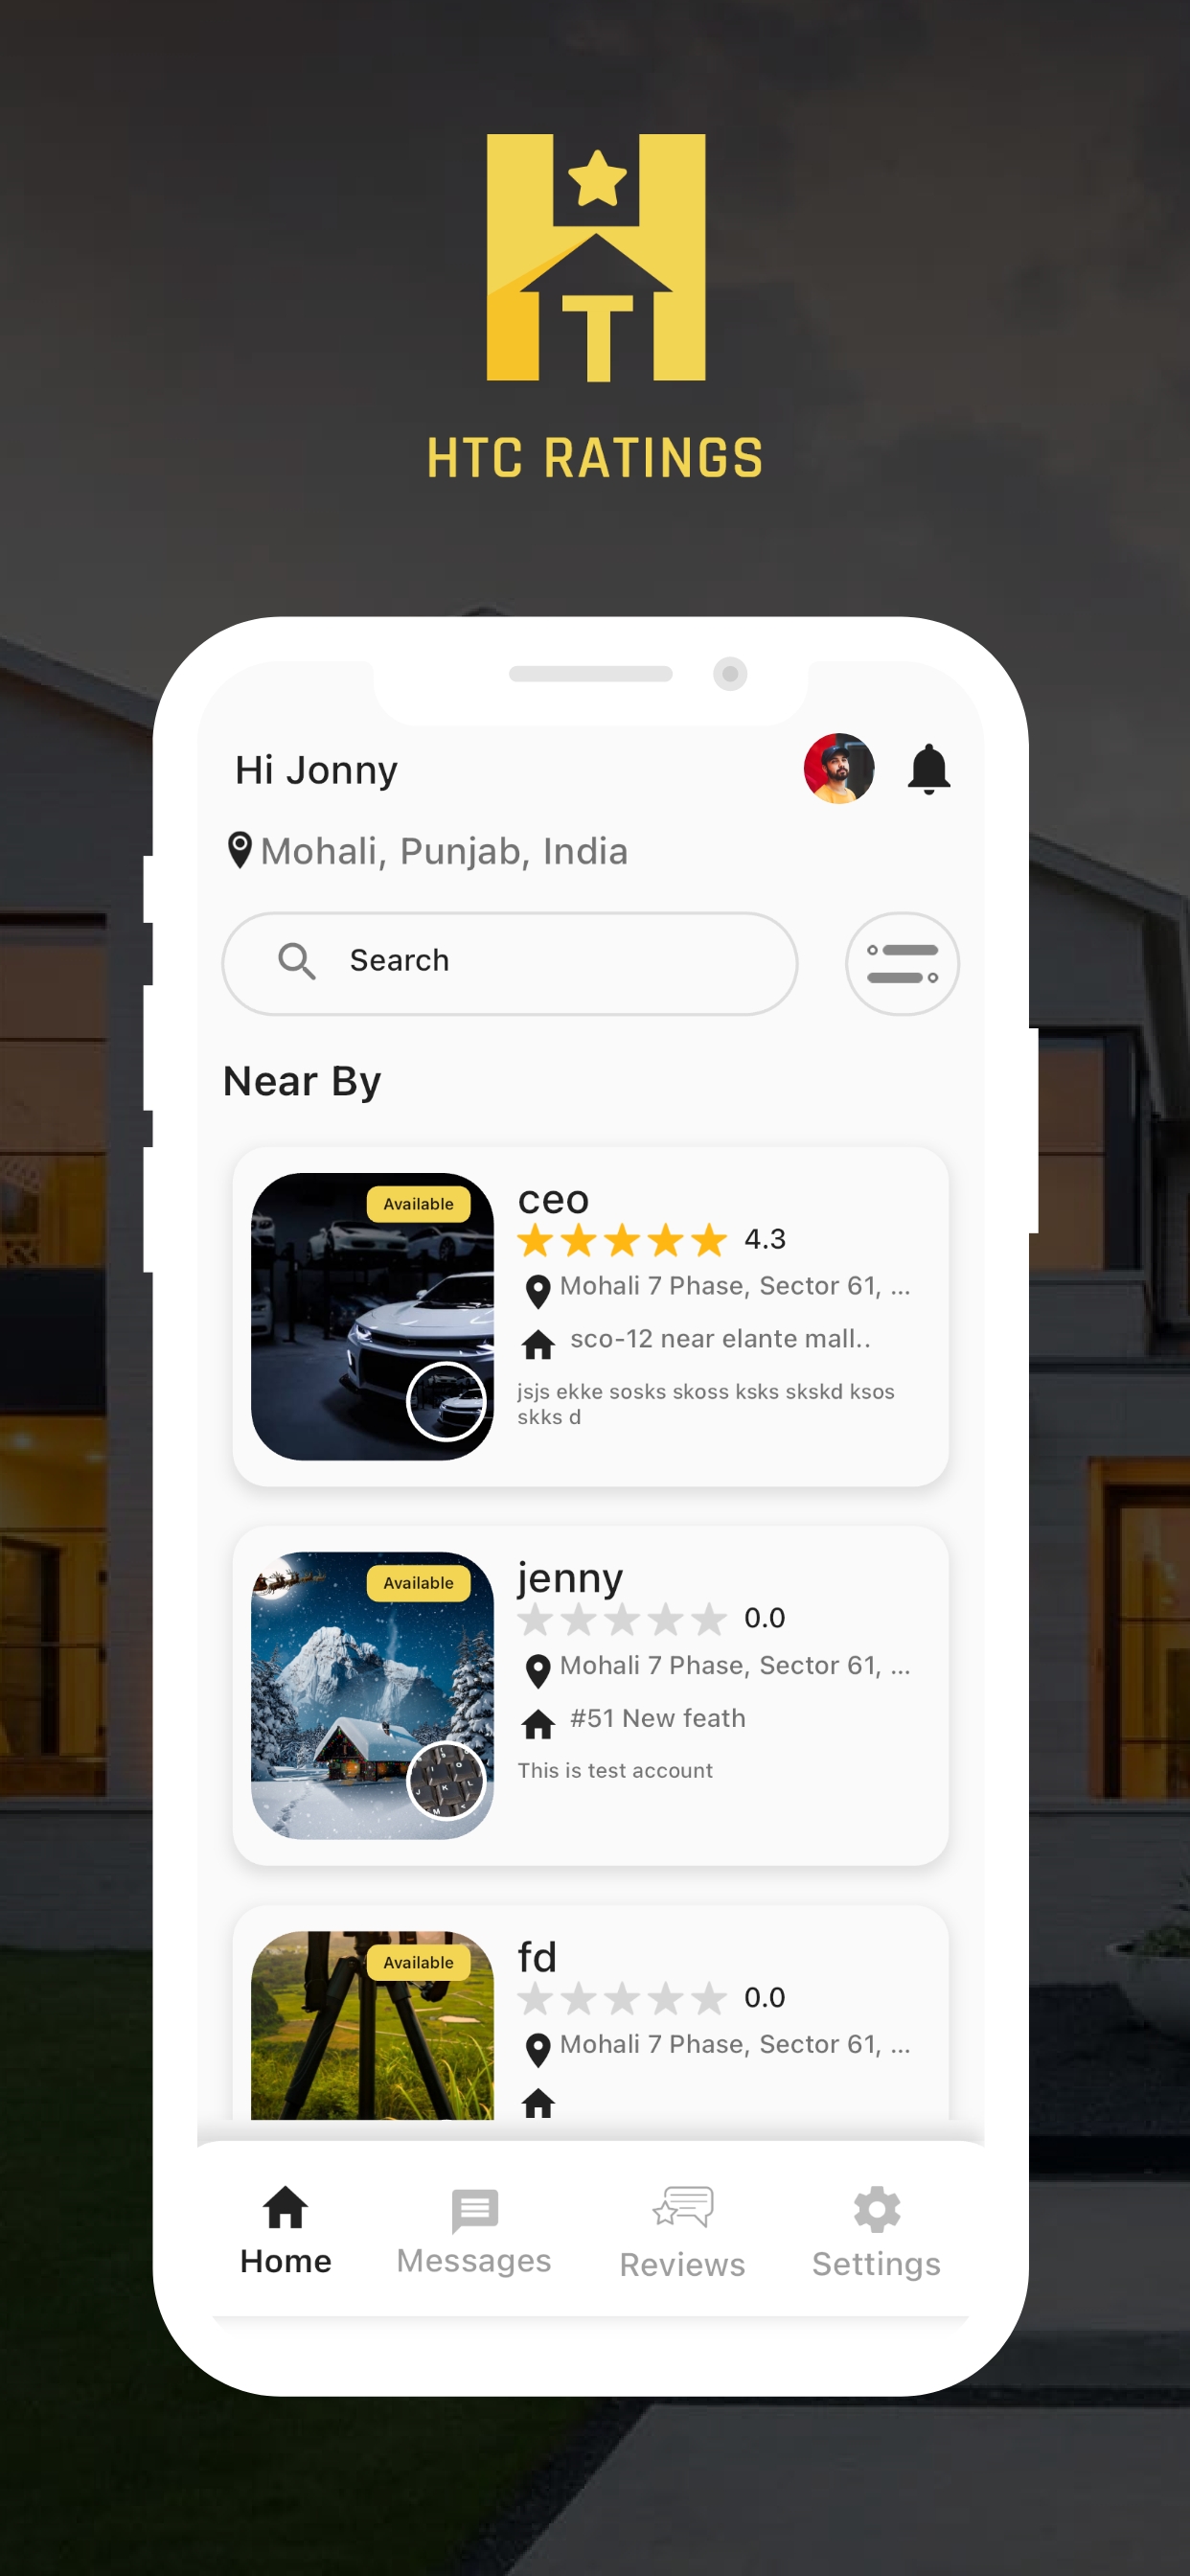 HT
HTC RATINGS
Hi Jonny
Mohali, Punjab, India
Search
Near By
Available
ceo
4.3
Mohali 7 Phase, Sector 61, ...
sco-12 near elante mall..
jsjs ekke sosks skoss ksks skskd ksos
skks d
Available
jenny
0.0
Mohali 7 Phase, Sector 61, ...
#51 New feath
This is test account
Available
fd
0.0
Mohali 7 Phase, Sector 61, ...
Home
Messages
Reviews
Settings